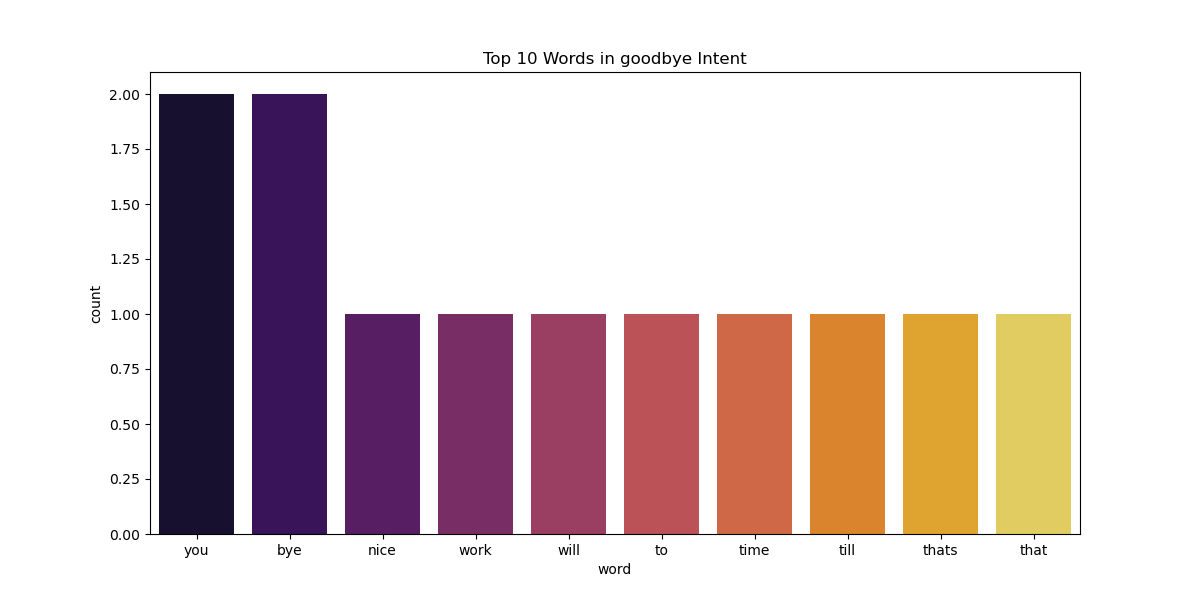 Top 10 Words in goodbye Intent
2.00
1.75
1.50
1.25
1.00
0.75
0.50
0.25
0.00
count
you bye nice work will to time till thats that
word